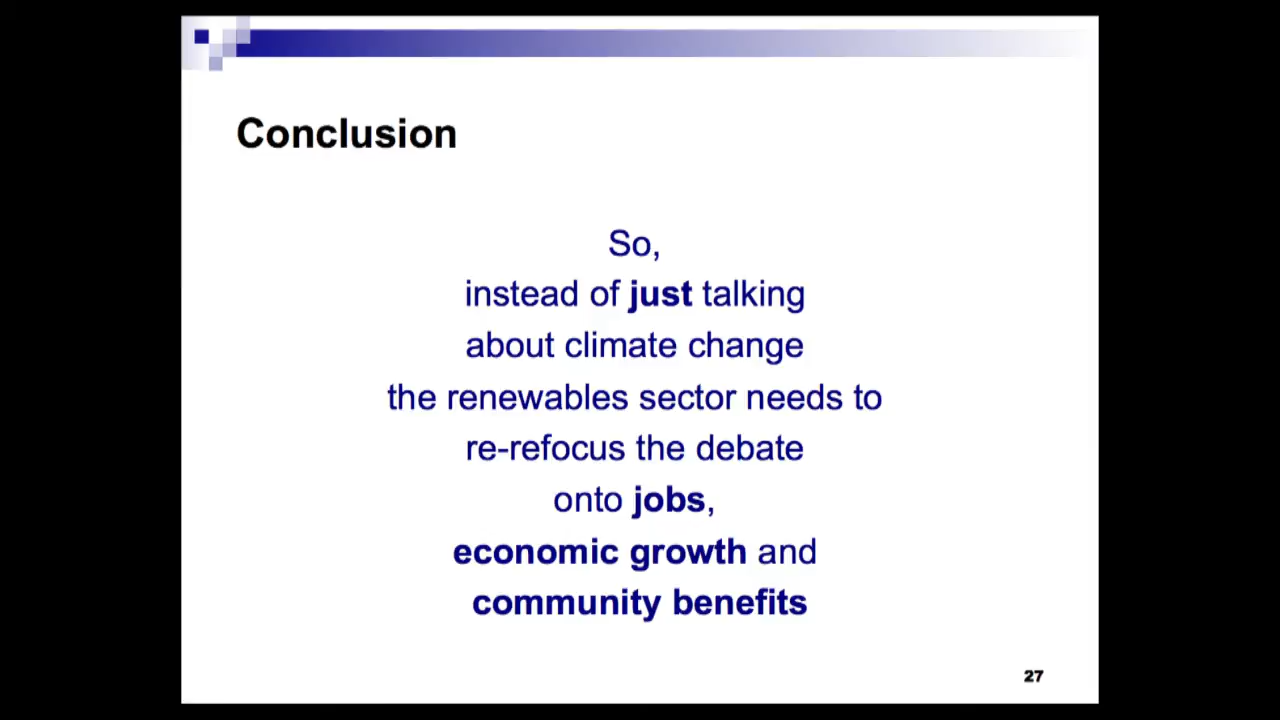 Conclusion
So,
instead of just talking
about climate change
the renewables sector needs to
re-refocus the debate
onto jobs,
economic growth and
community benefits
27